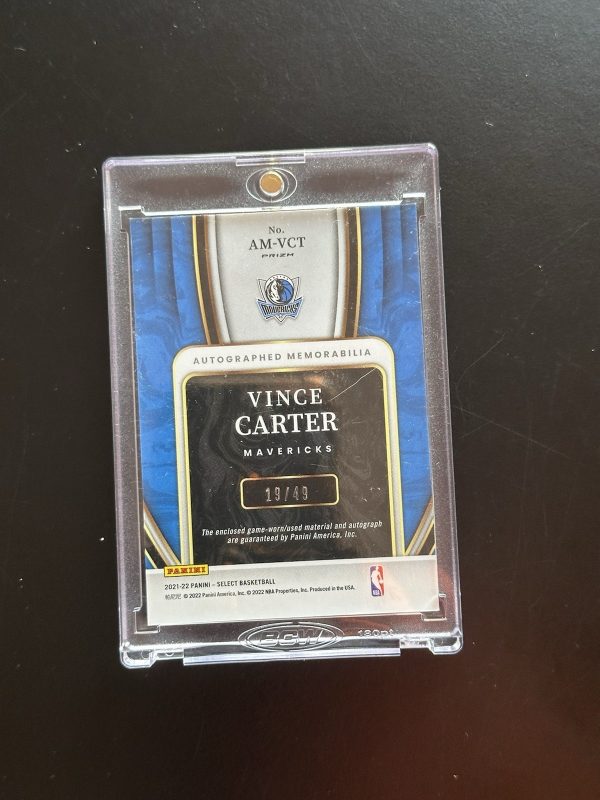 No.
AM-VCT
PRIZM
MAVERICKS
AUTOGRAPHED MEMORABILIA
VINCE
CARTER
MAVERICKS
19/49
The enclosed game-worn/used material and autograph
are guaranteed by Panini America, Inc.
PANINI
2021-22 PANINI – SELECT BASKETBALL
© 2022 Panini America, Inc. © 2022 NBA Properties, Inc. Produced in the USA.
NBA
BCW